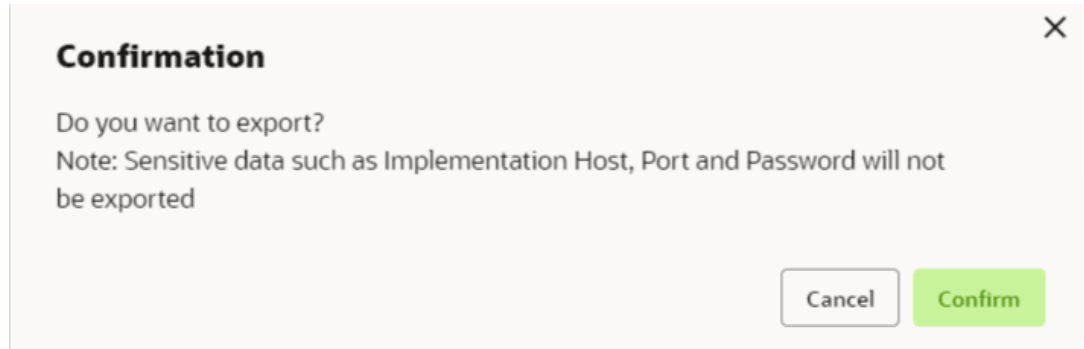 Confirmation
Do you want to export?
Note: Sensitive data such as Implementation Host, Port and Password will not
be exported
Cancel
Confirm